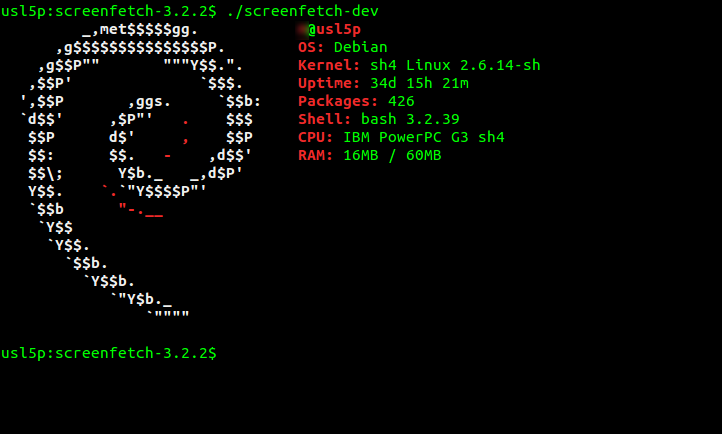 usl5p:screenfetch-3.2.2$ ./screenfetch-dev
         _,met$$$$$gg.           @usl5p
      ,g$$$$$$$$$$$$$$$P.        OS: Debian
    ,g$$P""       """Y$$.".      Kernel: sh4 Linux 2.6.14-sh
   ,$$P'              `$$$.      Uptime: 34d 15h 21m
  ',$$P       ,ggs.     `$$b:    Packages: 426
  `d$$'     ,$P"'   .    $$$     Shell: bash 3.2.39
   $$P      d$'     ,    $$P     CPU: IBM PowerPC G3 sh4
   $$:      $$.   -    ,d$$'     RAM: 16MB / 60MB
   $$\;      Y$b._   _,d$P'
   Y$$.    `.`"Y$$$$P"'
   `$$b      "-.__
    `Y$$
     `Y$$.
       `$$b.
         `Y$$b.
            `"Y$b._
                `""""
usl5p:screenfetch-3.2.2$